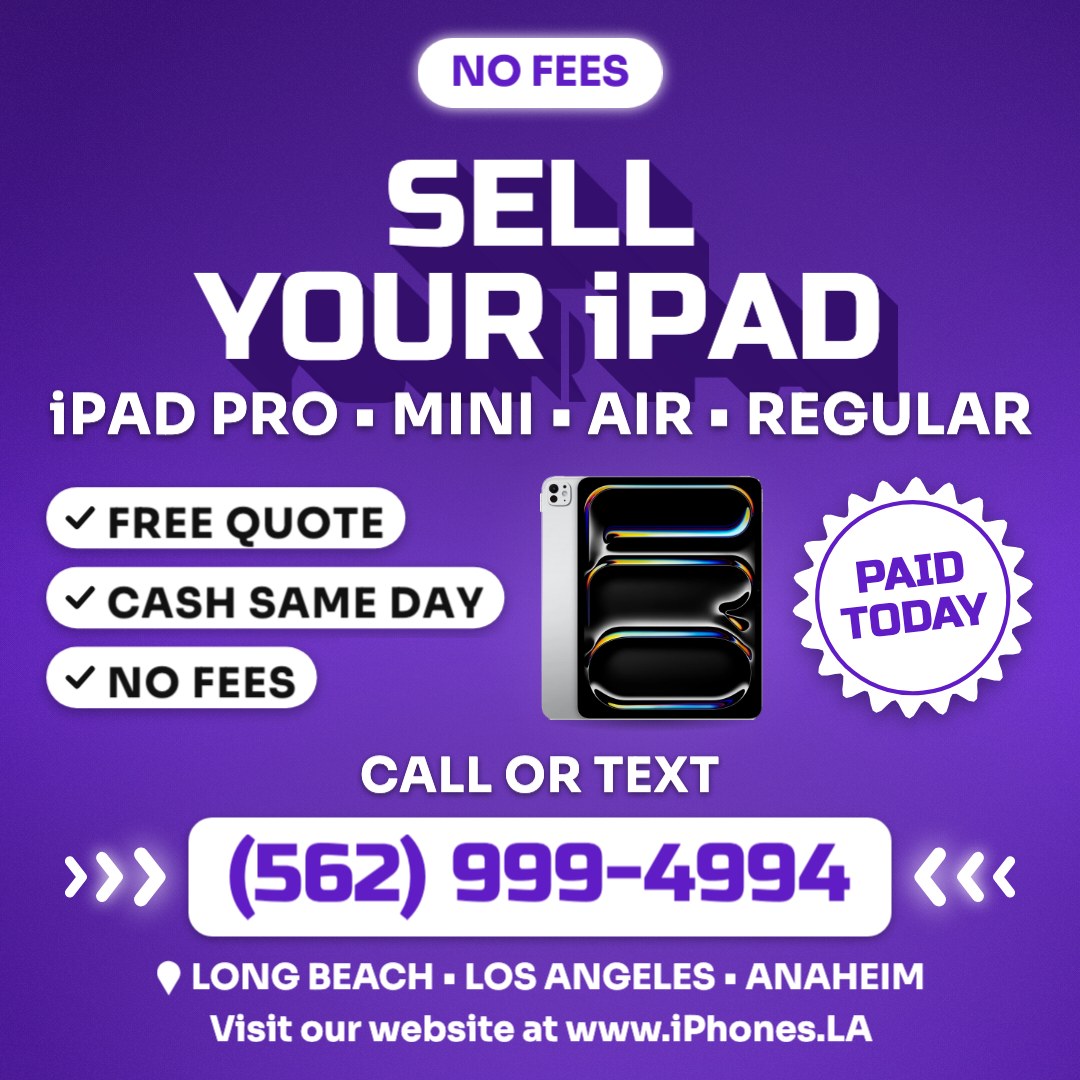 NO FEES
SELL
YOUR iPAD
iPAD PRO ▪ MINI ▪ AIR ▪ REGULAR
FREE QUOTE
CASH SAME DAY
NO FEES
PAID
TODAY
CALL OR TEXT
(562) 999-4994
LONG BEACH ▪ LOS ANGELES ▪ ANAHEIM
Visit our website at www.iPhones.LA